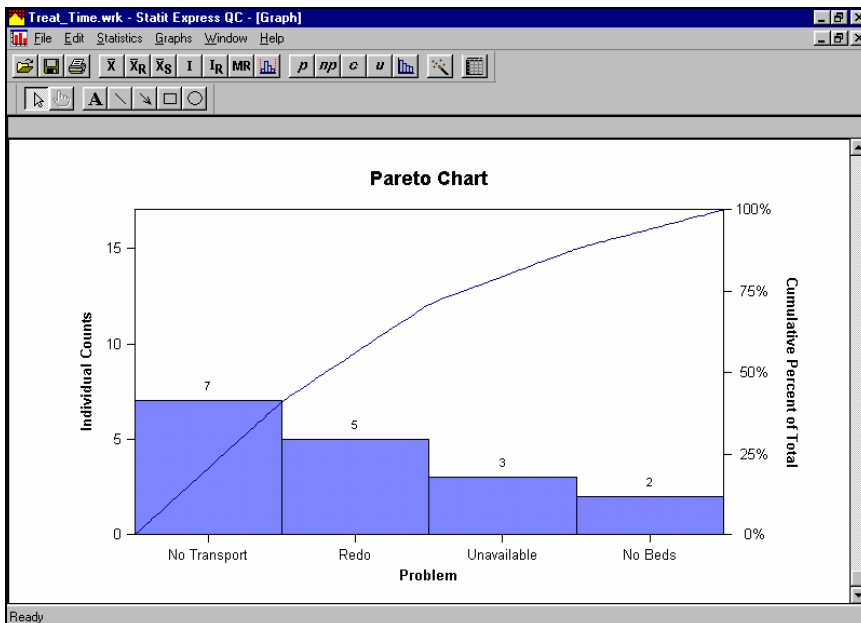 Treat_Time.wrk - Statit Express QC - [Graph]
File Edit Statistics Graphs Window Help
X XR XS I IR MR p np c u
A
Pareto Chart
Individual Counts
15
10
5
0
7
5
3
2
100%
75%
50%
25%
0%
Cumulative Percent of Total
No Transport Redo Unavailable No Beds
Problem
Ready